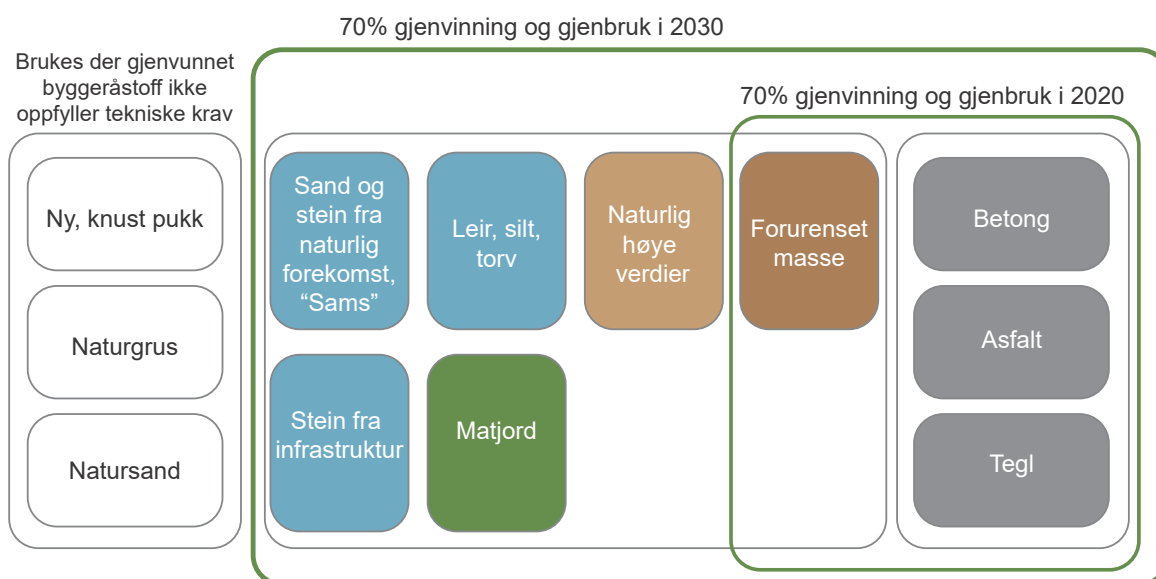 70% gjenvinning og gjenbruk i 2030
Brukes der gjenvunnet
byggeråstoff ikke
oppfyller tekniske krav
70% gjenvinning og gjenbruk i 2020
Ny, knust pukk
Naturgrus
Natursand
Sand og
stein fra
naturlig
forekomst,
“Sams”
Leir, silt,
torv
Naturlig
høye
verdier
Forurenset
masse
Stein fra
infrastruktur
Matjord
Betong
Asfalt
Tegl